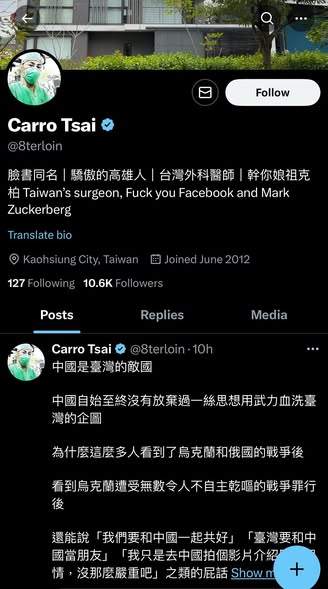 Follow
Carro Tsai
@8terloin
臉書同名｜驕傲的高雄人｜台灣外科醫師｜幹你娘祖克
柏 Taiwan's surgeon, Fuck you Facebook and Mark
Zuckerberg
Translate bio
Kaohsiung City, Taiwan Joined June 2012
127 Following 10.6K Followers
Posts Replies Media
Carro Tsai @8terloin · 10h
中國是臺灣的敵國
中國自始至終沒有放棄過一絲思想用武力血洗臺
灣的企圖
為什麼這麼多人看到了烏克蘭和俄國的戰爭後
看到烏克蘭遭受無數令人不自主乾嘔的戰爭罪行
後
還能說「我們要和中國一起共好」「臺灣要和中
國當朋友」「我只是去中國拍個影片介紹
情，沒那麼嚴重吧」之類的屁話 Show